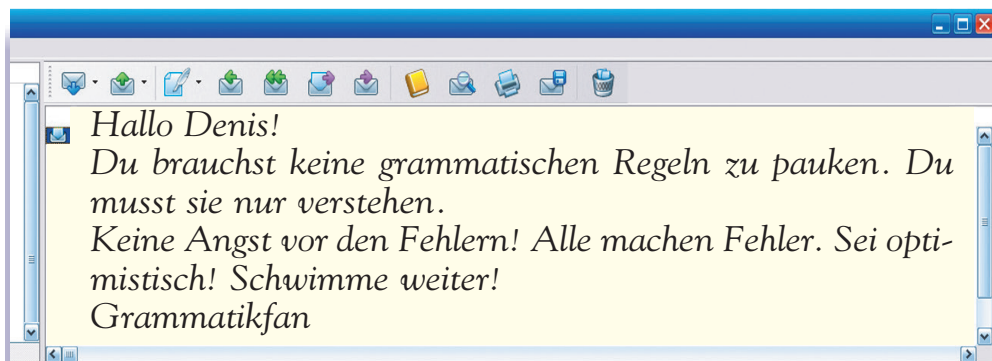 Hallo Denis!
Du brauchst keine grammatischen Regeln zu pauken. Du
musst sie nur verstehen.
Keine Angst vor den Fehlern! Alle machen Fehler. Sei opti-
mistisch! Schwimme weiter!
Grammatikfan